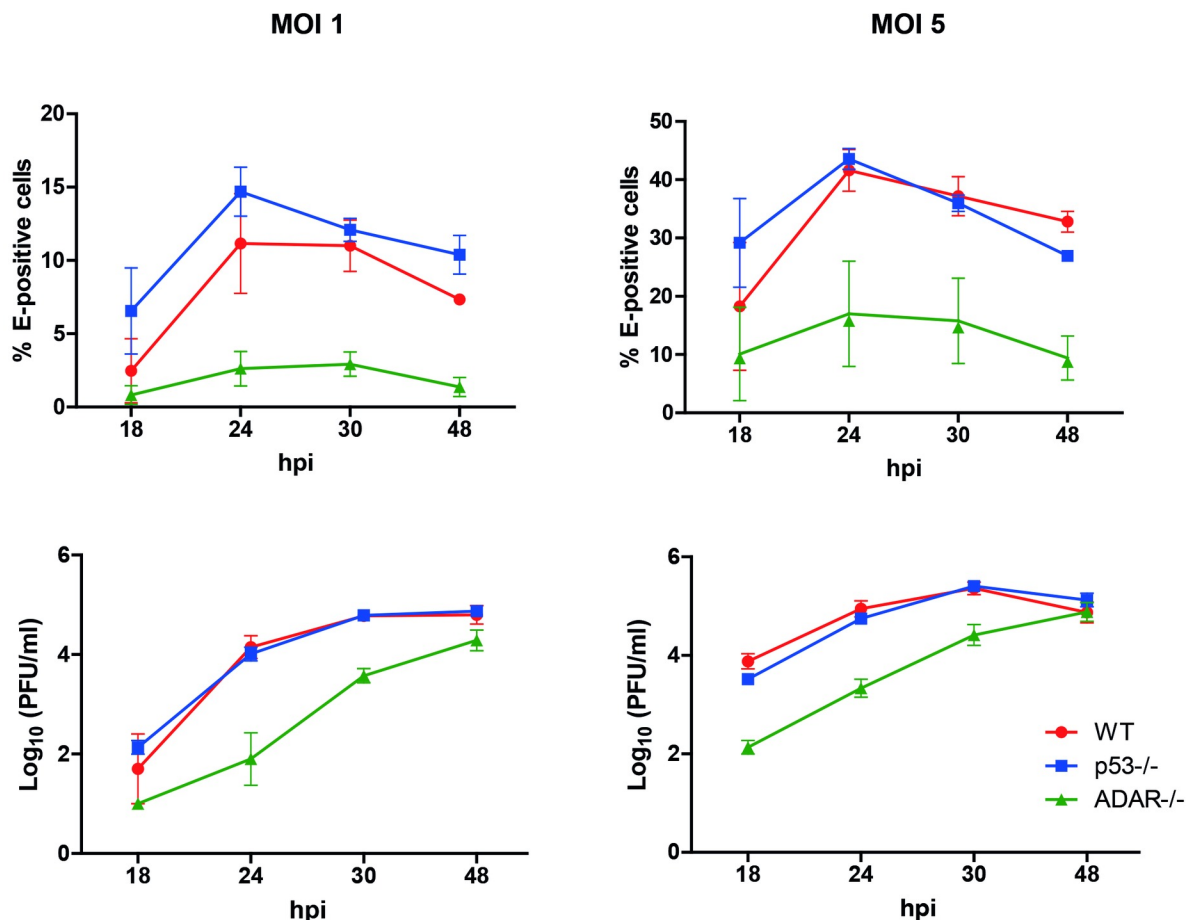 MOI 1
MOI 5
% E-positive cells
20
15
10
5
0
18 24 30 48
hpi
% E-positive cells
50
40
30
20
10
0
18 24 30 48
hpi
Log₁₀ (PFU/ml)
6
4
2
0
18 24 30 48
hpi
Log₁₀ (PFU/ml)
6
4
2
0
18 24 30 48
hpi
WT
p53-/-
ADAR-/-